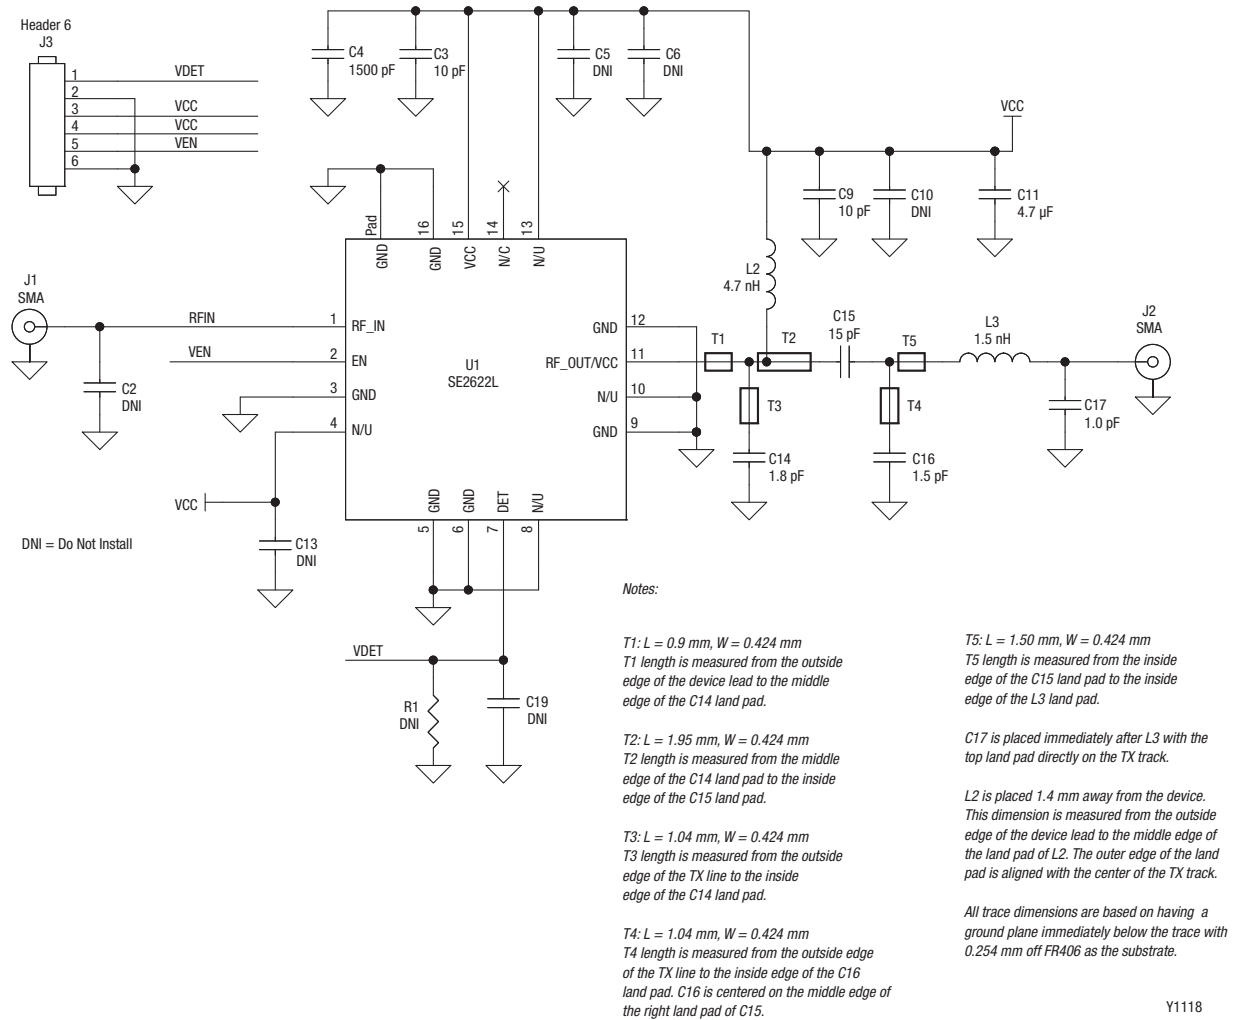 Header 6
J3
1
VDET
2
3
VCC
4
VCC
5
VEN
6
C4
1500 pF
C3
10 pF
C5
DNI
C6
DNI
VCC
C9
10 pF
C10
DNI
C11
4.7 µF
L2
4.7 nH
Pad
16
15
14
13
GND
GND
VCC
N/C
N/U
J1
SMA
RFIN
1
RF_IN
VEN
2
EN
3
GND
4
N/U
C2
DNI
VCC
C13
DNI
DNI = Do Not Install
U1
SE2622L
GND
12
RF_OUT/VCC
11
N/U
10
GND
9
T1
T2
C15
15 pF
T5
L3
1.5 nH
J2
SMA
T3
C14
1.8 pF
T4
C16
1.5 pF
C17
1.0 pF
GND
GND
DET
N/U
5
6
7
8
VDET
R1
DNI
C19
DNI
Notes:
T1: L = 0.9 mm, W = 0.424 mm
T1 length is measured from the outside
edge of the device lead to the middle
edge of the C14 land pad.
T2: L = 1.95 mm, W = 0.424 mm
T2 length is measured from the middle
edge of the C14 land pad to the inside
edge of the C15 land pad.
T3: L = 1.04 mm, W = 0.424 mm
T3 length is measured from the outside
edge of the TX line to the inside
edge of the C14 land pad.
T4: L = 1.04 mm, W = 0.424 mm
T4 length is measured from the outside edge
of the TX line to the inside edge of the C16
land pad. C16 is centered on the middle edge of
the right land pad of C15.
T5: L = 1.50 mm, W = 0.424 mm
T5 length is measured from the inside
edge of the C15 land pad to the inside
edge of the L3 land pad.
C17 is placed immediately after L3 with the
top land pad directly on the TX track.
L2 is placed 1.4 mm away from the device.
This dimension is measured from the outside
edge of the device lead to the middle edge of
the land pad of L2. The outer edge of the land
pad is aligned with the center of the TX track.
All trace dimensions are based on having a
ground plane immediately below the trace with
0.254 mm off FR406 as the substrate.
Y1118